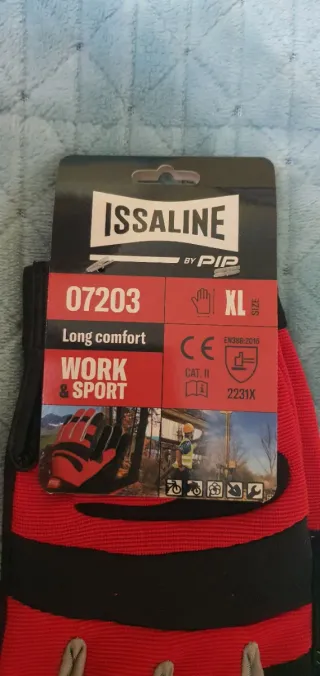 ISSALINE
BY PIP
07203
XL
SIZE
Long comfort
WORK
& SPORT
CE
CAT. II
EN388:2016
2231X